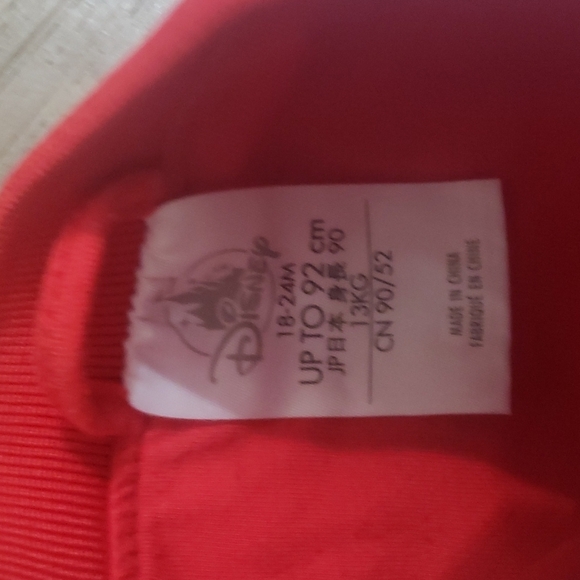 DISNEP
18-24M
UP TO 92 cm
JP日本 身長 90
13KG
CN 90/52
MADE IN CHINA
FABRIQUÉ EN CHINE